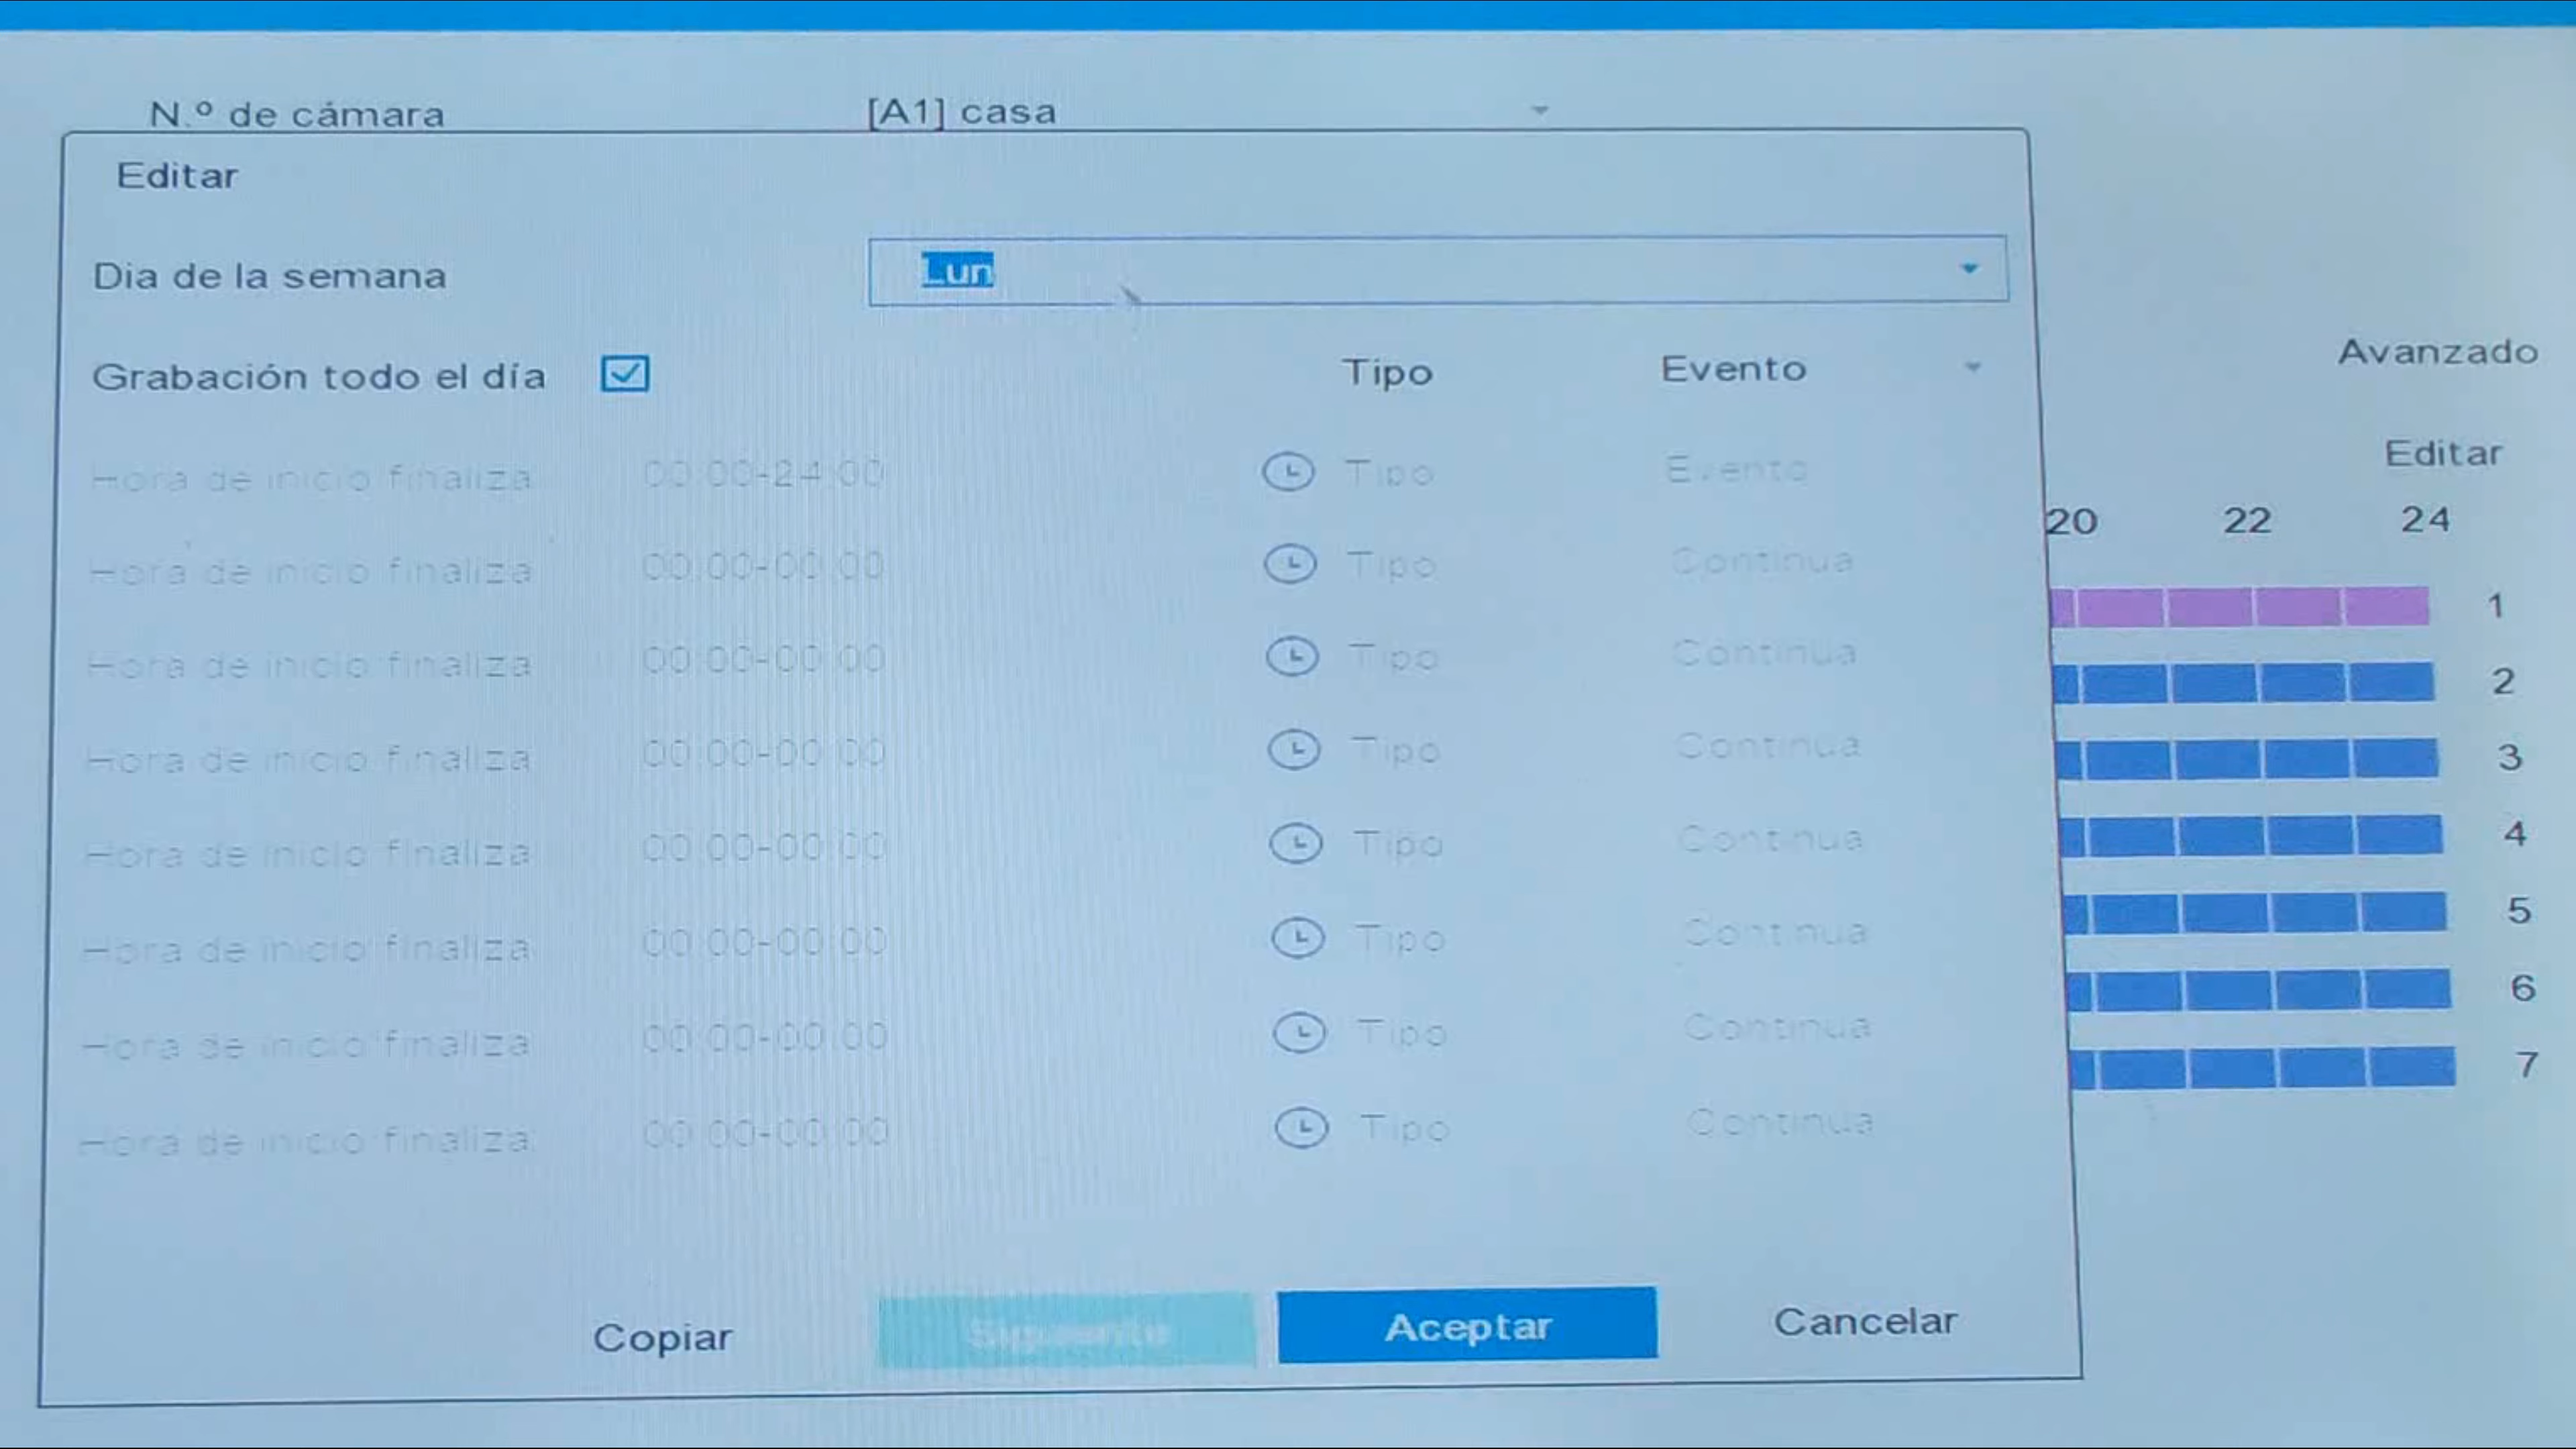 N.º de cámara [A1] casa
Editar
Dia de la semana Lun
Grabación todo el día Tipo Evento
Avanzado
Editar
Hora de inicio finaliza 00:00-24:00 Tipo Evento
20 22 24
Hora de inicio finaliza 00:00-00:00 Tipo Continua
1
Hora de inicio finaliza 00:00-00:00 Tipo Continua
2
Hora de inicio finaliza 00:00-00:00 Tipo Continua
3
Hora de inicio finaliza 00:00-00:00 Tipo Continua
4
Hora de inicio finaliza 00:00-00:00 Tipo Continua
5
Hora de inicio finaliza 00:00-00:00 Tipo Continua
6
Hora de inicio finaliza 00:00-00:00 Tipo Continua
7
Copiar Siguiente Aceptar Cancelar